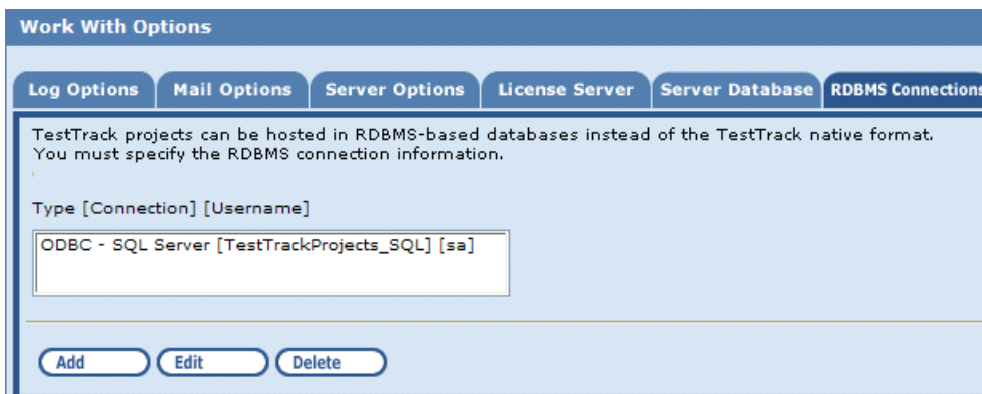 Work With Options
Log Options Mail Options Server Options License Server Server Database RDBMS Connections
TestTrack projects can be hosted in RDBMS-based databases instead of the TestTrack native format.
You must specify the RDBMS connection information.
Type [Connection] [Username]
ODBC - SQL Server [TestTrackProjects_SQL] [sa]
Add Edit Delete